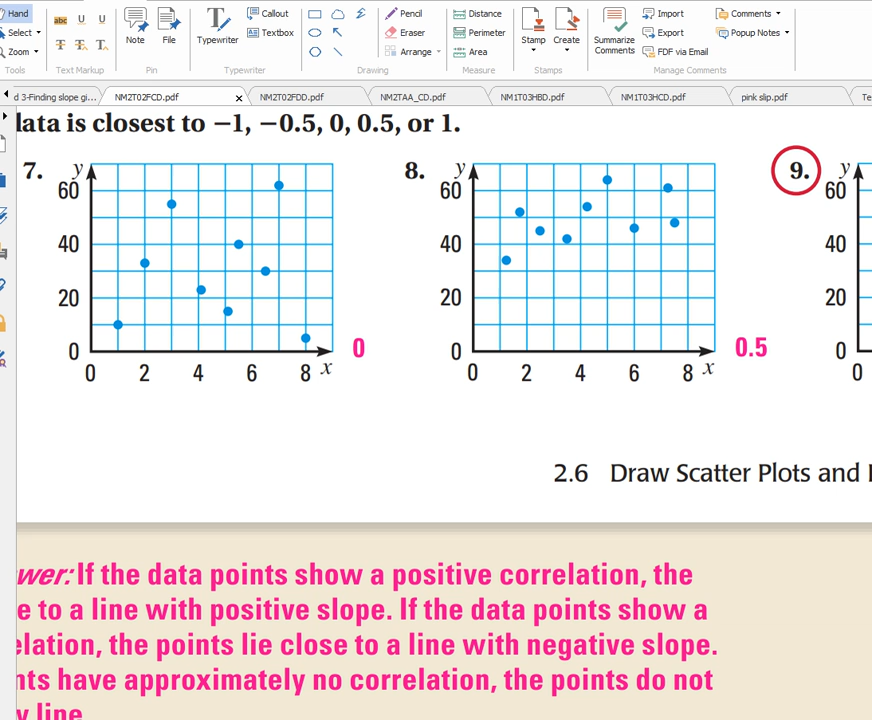 Hand
Select
Zoom
Tools
abc U U
T T T
Text Markup
Note
File
Pin
T
Typewriter
Callout
Textbox
Typewriter
Pencil
Eraser
Arrange
Drawing
Distance
Perimeter
Area
Measure
Stamp
Create
Stamps
Summarize
Comments
Import
Export
FDF via Email
Comments
Popup Notes
Manage Comments
d 3-Finding slope gi...
NM2T02FCD.pdf
NM2T02FDD.pdf
NM2TAA_CD.pdf
NM1T03HBD.pdf
NM1T03HCD.pdf
pink slip.pdf
Te
lata is closest to −1, −0.5, 0, 0.5, or 1.
7.
y
60
40
20
0
0 2 4 6 8 x
0
8.
y
60
40
20
0
0 2 4 6 8 x
0.5
9.
y
60
40
20
0
0
2.6 Draw Scatter Plots and
wer: If the data points show a positive correlation, the
e to a line with positive slope. If the data points show a
elation, the points lie close to a line with negative slope.
nts have approximately no correlation, the points do not
y line